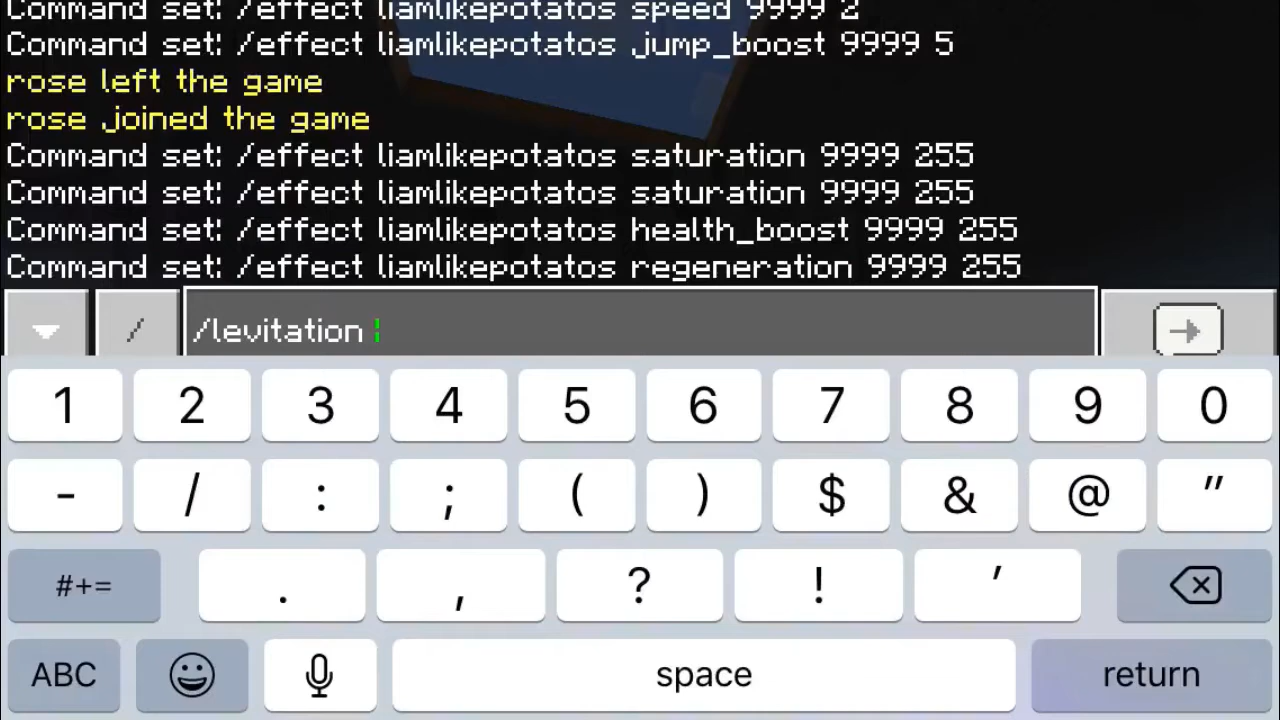 Command set: /effect liamlikepotatos speed 9999 2
Command set: /effect liamlikepotatos jump_boost 9999 5
rose left the game
rose joined the game
Command set: /effect liamlikepotatos saturation 9999 255
Command set: /effect liamlikepotatos saturation 9999 255
Command set: /effect liamlikepotatos health_boost 9999 255
Command set: /effect liamlikepotatos regeneration 9999 255
/ /levitation
1 2 3 4 5 6 7 8 9 0
- / : ; ( ) $ & @ "
#+= . , ? ! '
ABC space return